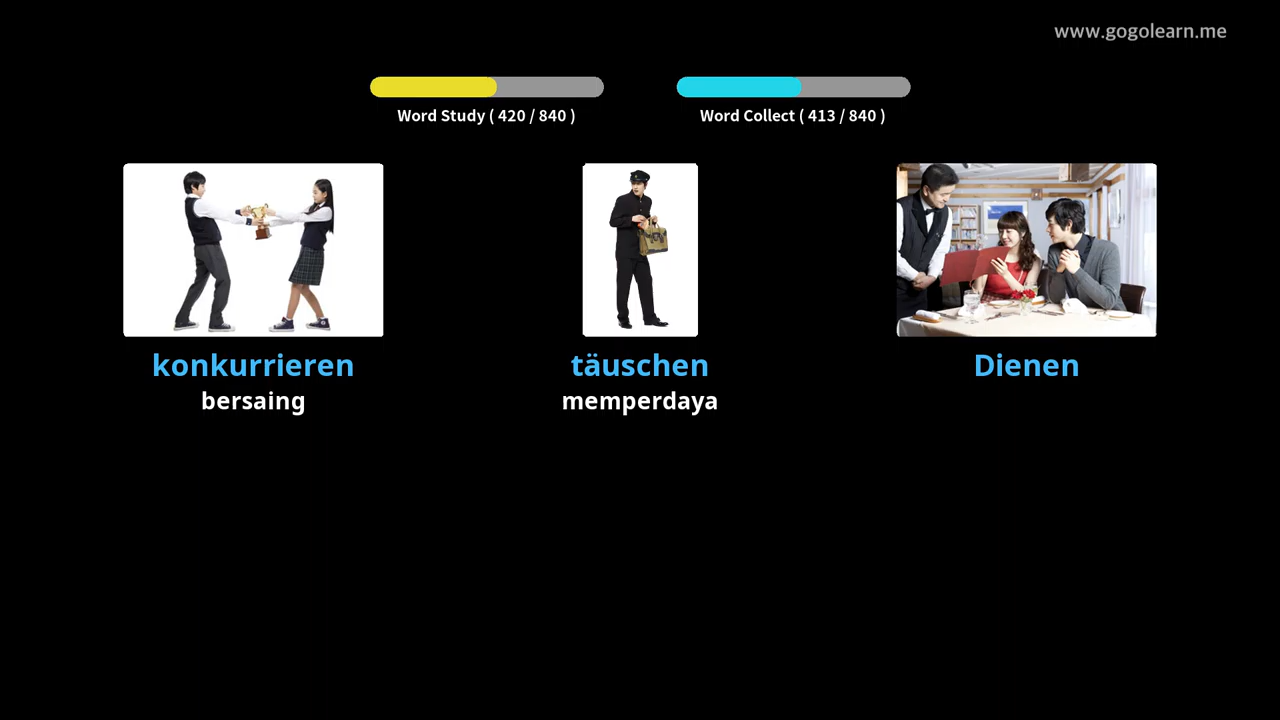 www.gogolearn.me
Word Study ( 420 / 840 )
Word Collect ( 413 / 840 )
konkurrieren
täuschen
Dienen
bersaing
memperdaya